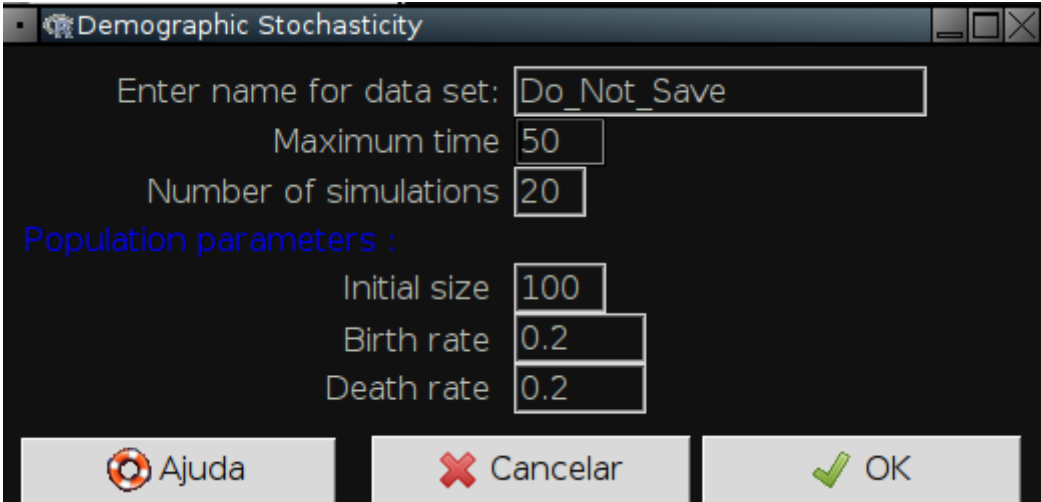 Demographic Stochasticity
Enter name for data set: Do_Not_Save
Maximum time 50
Number of simulations 20
Population parameters :
Initial size 100
Birth rate 0.2
Death rate 0.2
Ajuda Cancelar OK